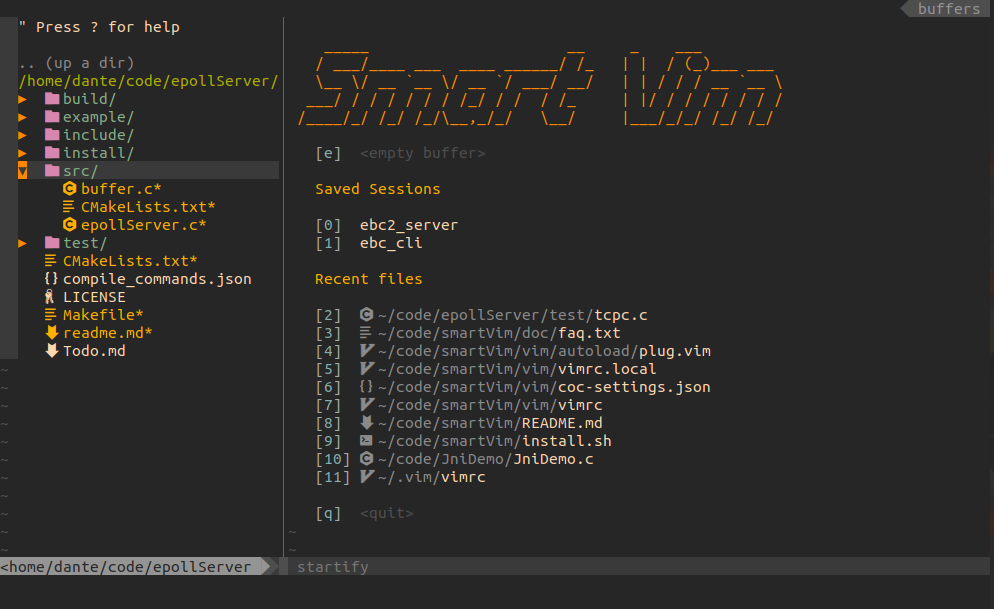 buffers
" Press ? for help
.. (up a dir)
/home/dante/code/epollServer/
build/
example/
include/
install/
src/
buffer.c*
CMakeLists.txt*
epollServer.c*
test/
CMakeLists.txt*
compile_commands.json
LICENSE
Makefile*
readme.md*
Todo.md
<home/dante/code/epollServer
Smart Vim
[e] <empty buffer>
Saved Sessions
[0] ebc2_server
[1] ebc_cli
Recent files
[2] ~/code/epollServer/test/tcpc.c
[3] ~/code/smartVim/doc/faq.txt
[4] ~/code/smartVim/vim/autoload/plug.vim
[5] ~/code/smartVim/vim/vimrc.local
[6] ~/code/smartVim/vim/coc-settings.json
[7] ~/code/smartVim/vim/vimrc
[8] ~/code/smartVim/README.md
[9] ~/code/smartVim/install.sh
[10] ~/code/JniDemo/JniDemo.c
[11] ~/.vim/vimrc
[q] <quit>
startify